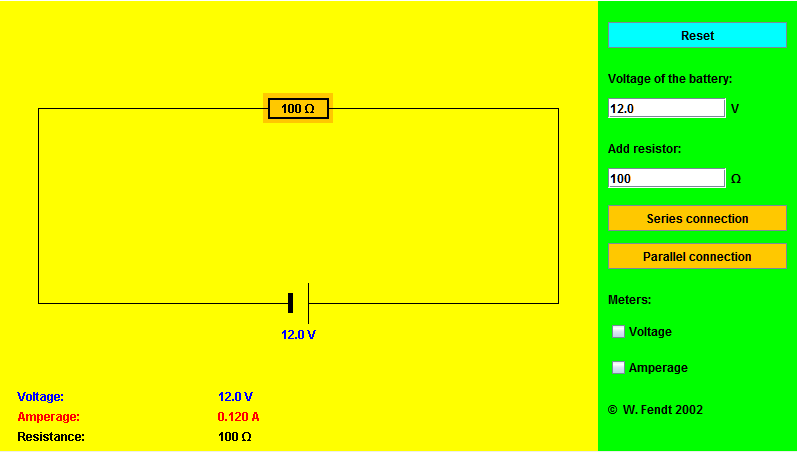 100 Ω
12.0 V
Voltage: 12.0 V
Amperage: 0.120 A
Resistance: 100 Ω
Reset
Voltage of the battery:
12.0 V
Add resistor:
100 Ω
Series connection
Parallel connection
Meters:
Voltage
Amperage
© W. Fendt 2002